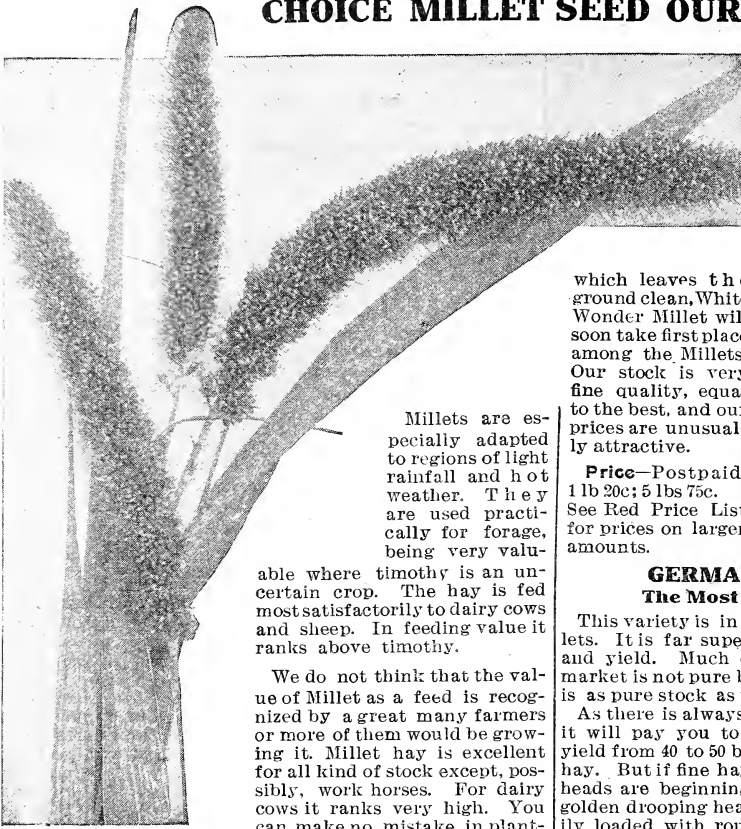 CHOICE MILLET SEED OUR
Millets are es-
pecially adapted
to regions of light
rainfall and hot
weather. They
are used practi-
cally for forage,
being very valu-
able where timothy is an un-
certain crop. The hay is fed
most satisfactorily to dairy cows
and sheep. In feeding value it
ranks above timothy.
We do not think that the val-
ue of Millet as a feed is recog-
nized by a great many farmers
or more of them would be grow-
ing it. Millet hay is excellent
for all kind of stock except, pos-
sibly, work horses. For dairy
cows it ranks very high. You
can make no mistake in plant-
which leaves the
ground clean, White
Wonder Millet wil
soon take first place
among the Millets
Our stock is very
fine quality, equa
to the best, and our
prices are unusual-
ly attractive.
Price—Postpaid
1 lb 20c; 5 lbs 75c.
See Red Price List
for prices on larger
amounts.
GERMA
The Most
This variety is in
lets. It is far supe
and yield. Much
market is not pure b
is as pure stock as
As there is always
it will pay you to
yield from 40 to 50 b
hay. But if fine ha
heads are beginnin
golden drooping hea
ily loaded with rou